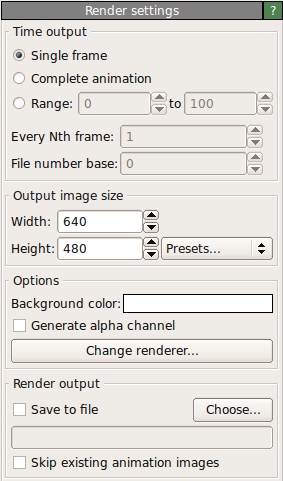 Render settings ?
Time output
Single frame
Complete animation
Range: 0 to 100
Every Nth frame: 1
File number base: 0
Output image size
Width: 640
Height: 480 Presets...
Options
Background color:
Generate alpha channel
Change renderer...
Render output
Save to file Choose...
Skip existing animation images